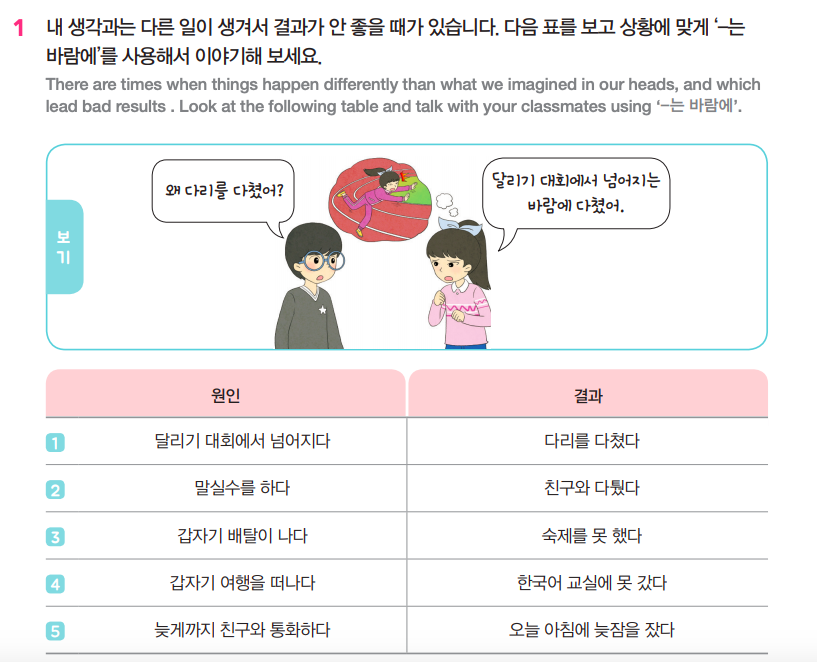 1 내 생각과는 다른 일이 생겨서 결과가 안 좋을 때가 있습니다. 다음 표를 보고 상황에 맞게 ‘–는
바람에’를 사용해서 이야기해 보세요.
There are times when things happen differently than what we imagined in our heads, and which
lead bad results . Look at the following table and talk with your classmates using ‘–는 바람에’.
보기
왜 다리를 다쳤어?
달리기 대회에서 넘어지는
바람에 다쳤어.
원인 결과
1 달리기 대회에서 넘어지다 다리를 다쳤다
2 말실수를 하다 친구와 다퉜다
3 갑자기 배탈이 나다 숙제를 못 했다
4 갑자기 여행을 떠나다 한국어 교실에 못 갔다
5 늦게까지 친구와 통화하다 오늘 아침에 늦잠을 잤다